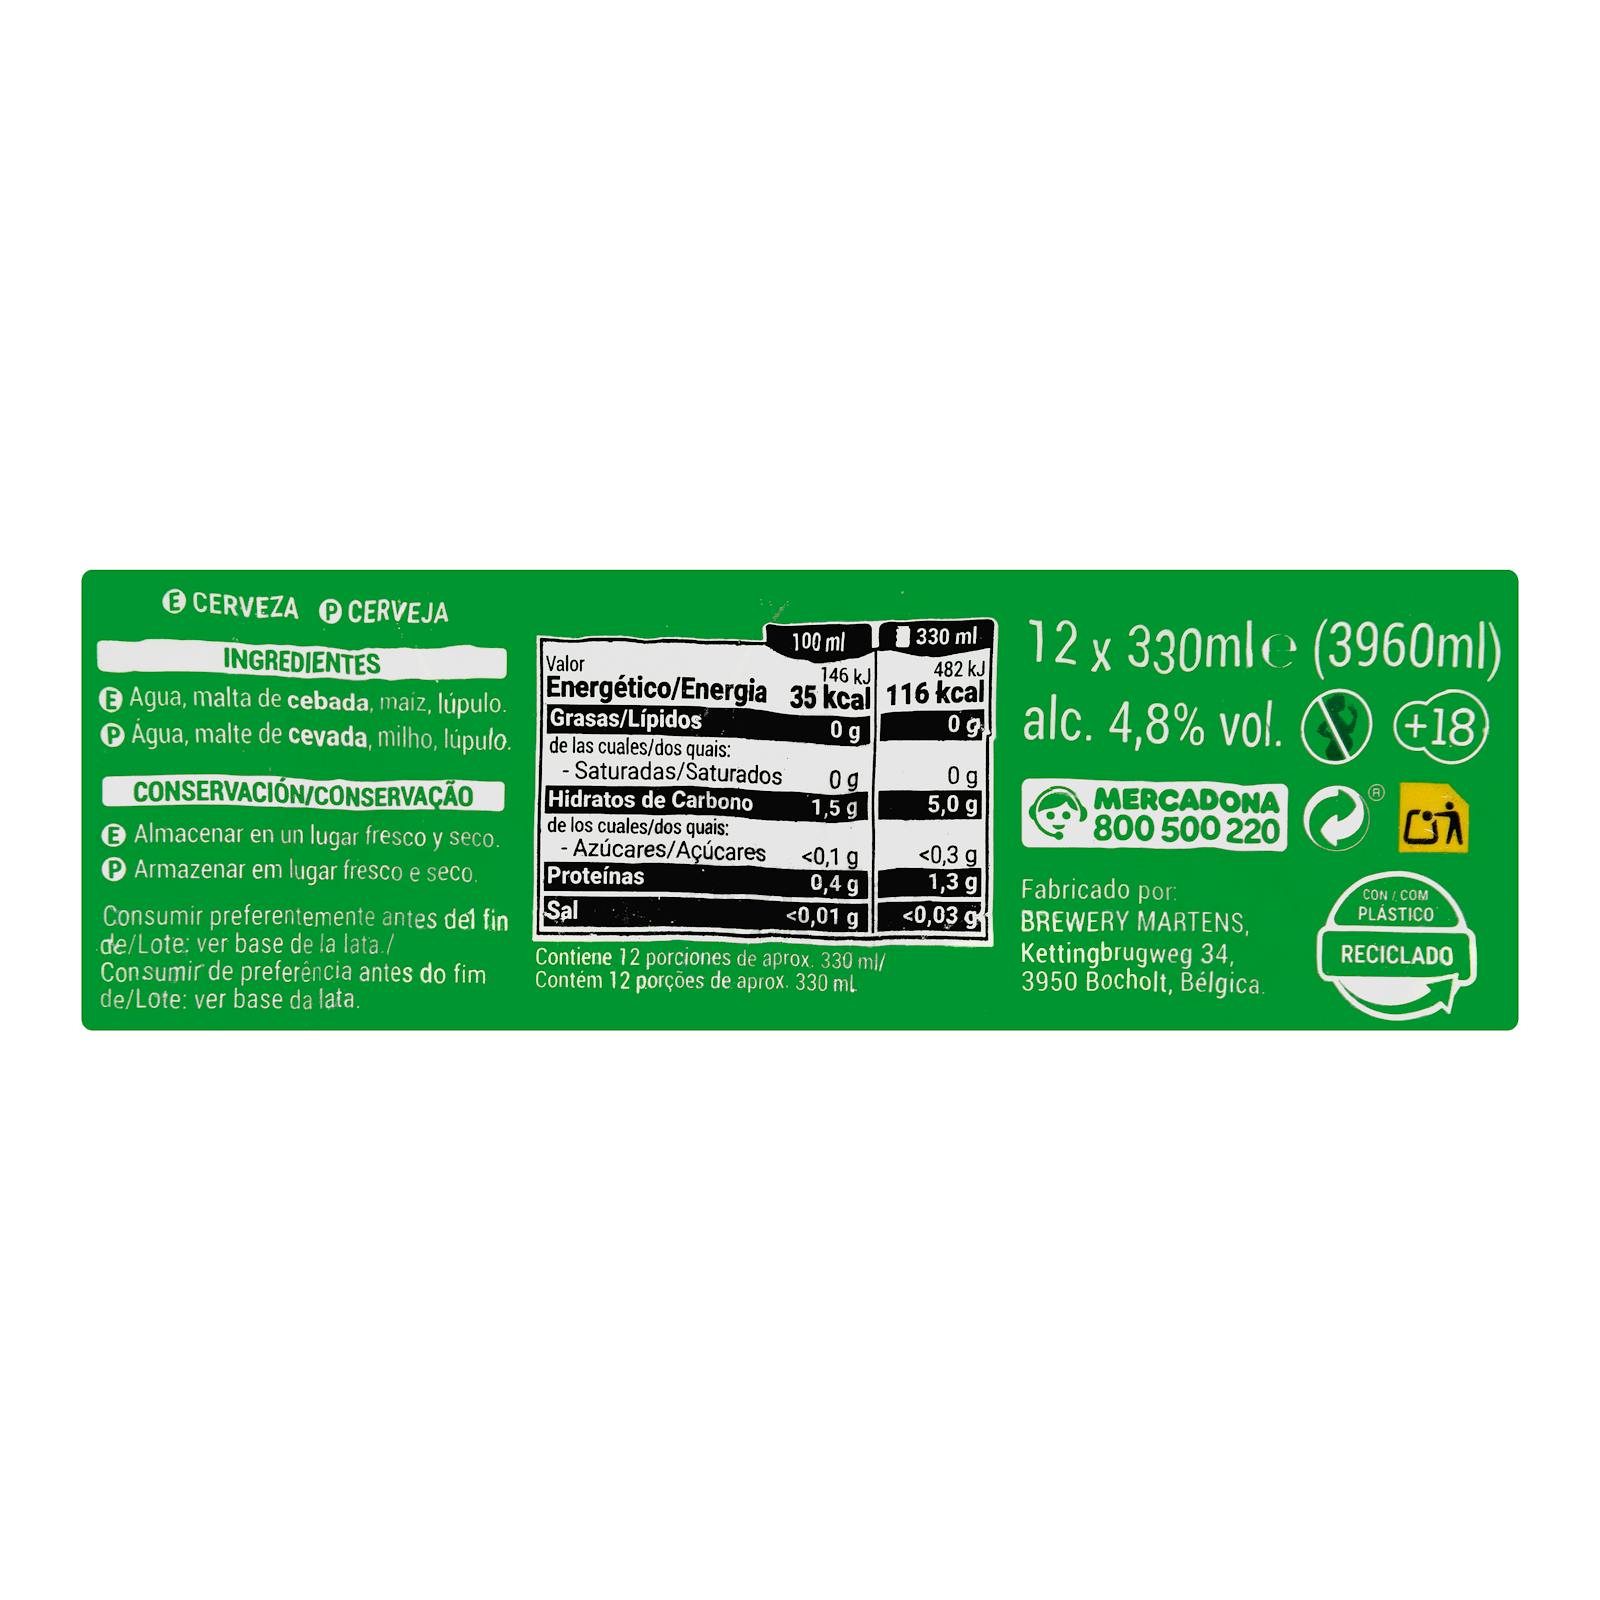 E CERVEZA P CERVEJA
INGREDIENTES
E Agua, malta de cebada, maíz, lúpulo.
P Água, malte de cevada, milho, lúpulo.
CONSERVACIÓN/CONSERVAÇÃO
E Almacenar en un lugar fresco y seco.
P Armazenar em lugar fresco e seco.
Consumir preferentemente antes del fin
de/Lote: ver base de la lata./
Consumir de preferência antes do fim
de/Lote: ver base da lata.
100 ml 330 ml
Valor 146 kJ 482 kJ
Energético/Energia 35 kcal 116 kcal
Grasas/Lípidos 0 g 0 g
de las cuales/dos quais:
- Saturadas/Saturados 0 g 0 g
Hidratos de Carbono 1,5 g 5,0 g
de los cuales/dos quais:
- Azúcares/Açúcares <0,1 g <0,3 g
Proteínas 0,4 g 1,3 g
Sal <0,01 g <0,03 g
Contiene 12 porciones de aprox. 330 ml/
Contém 12 porções de aprox. 330 ml
12 x 330ml e (3960ml)
alc. 4,8% vol. +18
MERCADONA
800 500 220
®
Fabricado por:
BREWERY MARTENS,
Kettingbrugweg 34,
3950 Bocholt, Bélgica.
CON / COM
PLÁSTICO
RECICLADO